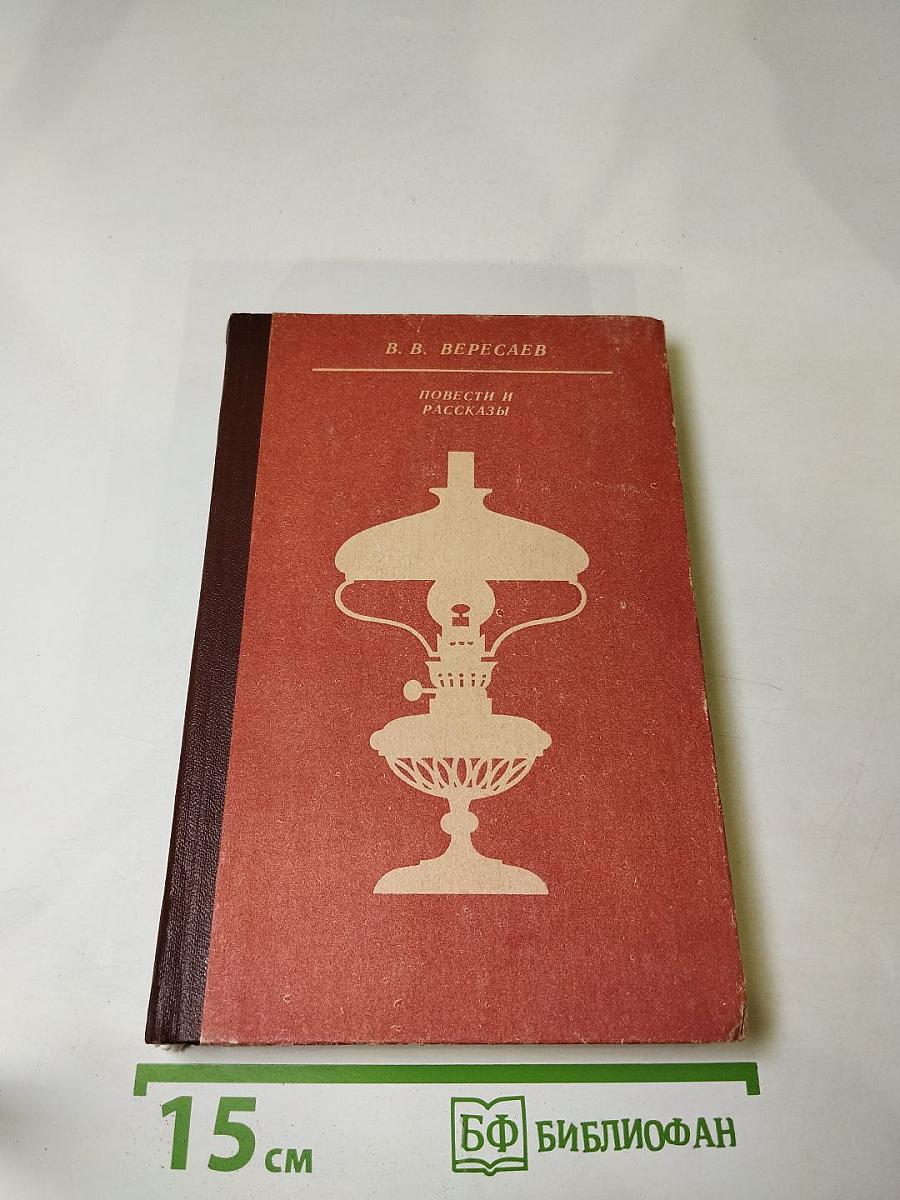 В. В. ВЕРЕСАЕВ
ПОВЕСТИ И
РАССКАЗЫ
15 см
БФ БИБЛИОФАН